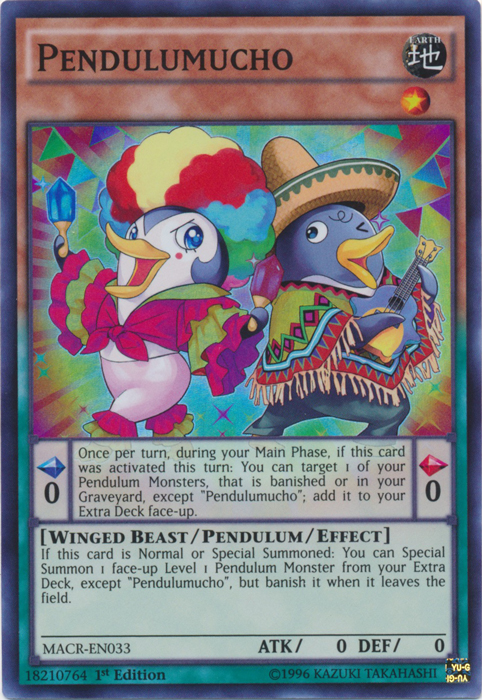 PENDULUMUCHO
EARTH
地
Once per turn, during your Main Phase, if this card
was activated this turn: You can target 1 of your
Pendulum Monsters, that is banished or in your
Graveyard, except "Pendulumucho"; add it to your
Extra Deck face-up.
0
0
[WINGED BEAST/PENDULUM/EFFECT]
If this card is Normal or Special Summoned: You can Special
Summon 1 face-up Level 1 Pendulum Monster from your Extra
Deck, except "Pendulumucho", but banish it when it leaves the
field.
MACR-EN033
ATK/ 0 DEF/ 0
18210764 1st Edition
©1996 KAZUKI TAKAHASHI